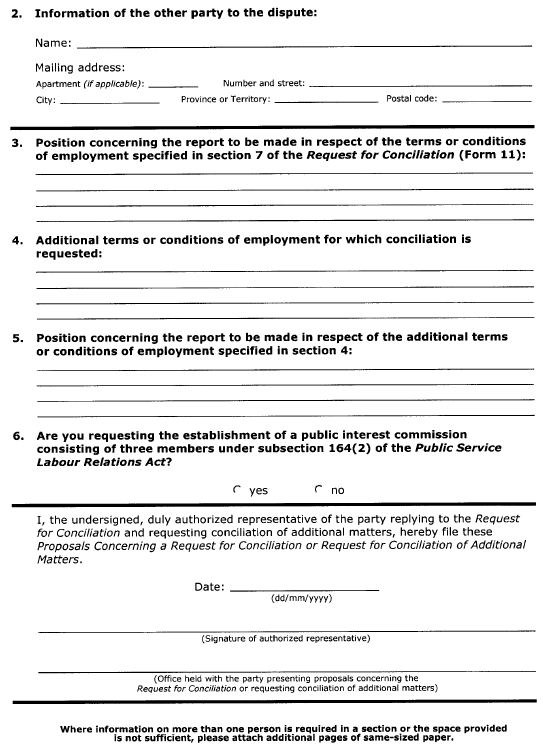 2. Information of the other party to the dispute:
Name:
Mailing address:
Apartment (if applicable): Number and street:
City: Province or Territory: Postal code:
3. Position concerning the report to be made in respect of the terms or conditions
of employment specified in section 7 of the Request for Conciliation (Form 11):
4. Additional terms or conditions of employment for which conciliation is
requested:
5. Position concerning the report to be made in respect of the additional terms
or conditions of employment specified in section 4:
6. Are you requesting the establishment of a public interest commission
consisting of three members under subsection 164(2) of the Public Service
Labour Relations Act?
yes no
I, the undersigned, duly authorized representative of the party replying to the Request
for Conciliation and requesting conciliation of additional matters, hereby file these
Proposals Concerning a Request for Conciliation or Request for Conciliation of Additional
Matters.
Date:
(dd/mm/yyyy)
(Signature of authorized representative)
(Office held with the party presenting proposals concerning the
Request for Conciliation or requesting conciliation of additional matters)
Where information on more than one person is required in a section or the space provided
is not sufficient, please attach additional pages of same-sized paper.